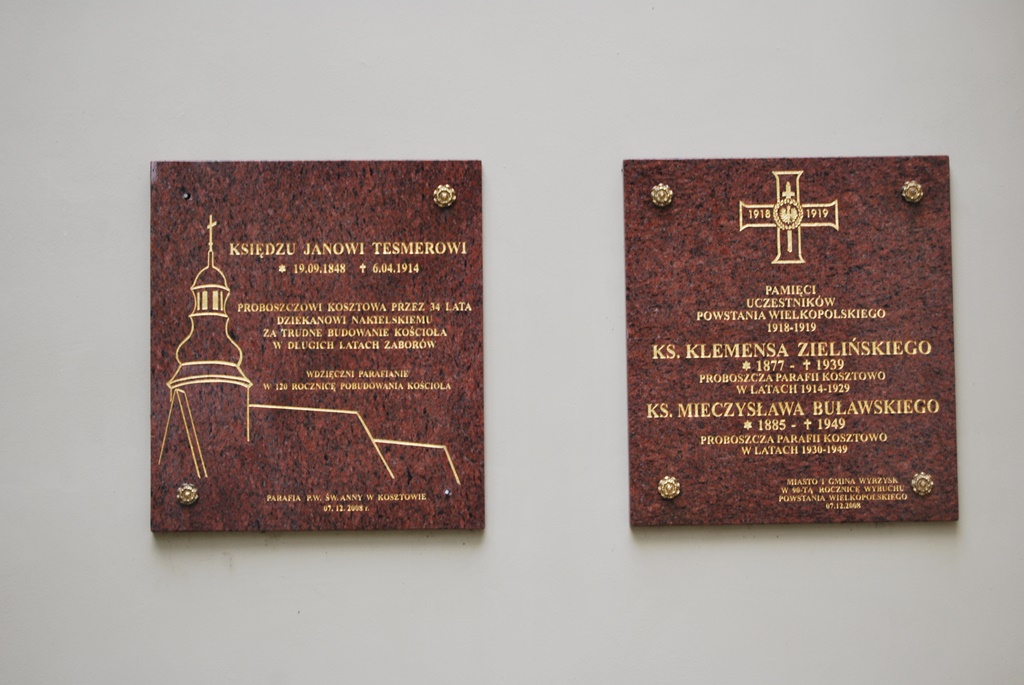 KSIĘDZU JANOWI TESMEROWI
* 19.09.1848 † 6.04.1914
PROBOSZCZOWI KOSZTOWA PRZEZ 34 LATA
DZIEKANOWI NAKIELSKIEMU
ZA TRUDNE BUDOWANIE KOŚCIOŁA
W DŁUGICH LATACH ZABORÓW
WDZIĘCZNI PARAFIANIE
W 120 ROCZNICĘ POBUDOWANIA KOŚCIOŁA
PARAFIA P.W. ŚW. ANNY W KOSZTOWIE
07. 12. 2008 r.
1918 1919
PAMIĘCI
UCZESTNIKÓW
POWSTANIA WIELKOPOLSKIEGO
1918-1919
KS. KLEMENSA ZIELIŃSKIEGO
* 1877 - † 1939
PROBOSZCZA PARAFII KOSZTOWO
W LATACH 1914-1929
KS. MIECZYSŁAWA BUŁAWSKIEGO
* 1885 - † 1949
PROBOSZCZA PARAFII KOSZTOWO
W LATACH 1930-1949
MIASTO I GMINA WYRZYSK
W 90-TĄ ROCZNICĘ WYBUCHU
POWSTANIA WIELKOPOLSKIEGO
07.12.2008